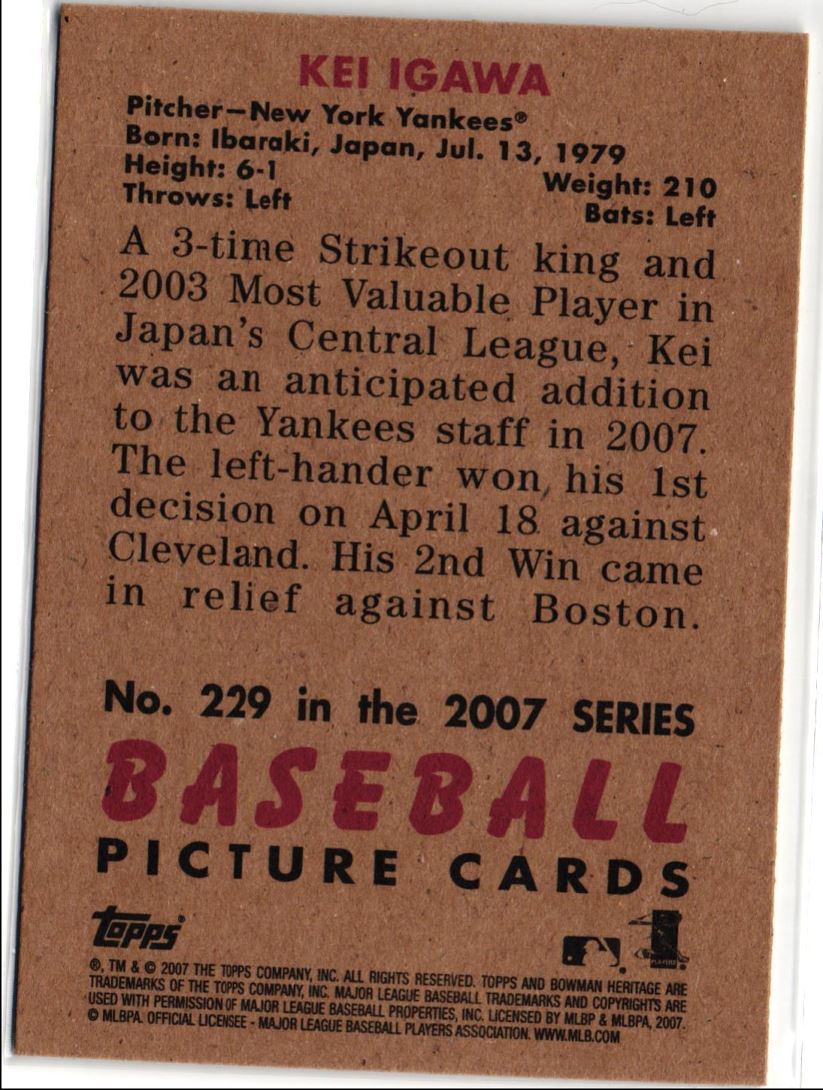 KEI IGAWA
Pitcher—New York Yankees®
Born: Ibaraki, Japan, Jul. 13, 1979
Height: 6-1 Weight: 210
Throws: Left Bats: Left
A 3-time Strikeout king and
2003 Most Valuable Player in
Japan's Central League, Kei
was an anticipated addition
to the Yankees staff in 2007.
The left-hander won his 1st
decision on April 18 against
Cleveland. His 2nd Win came
in relief against Boston.
No. 229 in the 2007 SERIES
BASEBALL
PICTURE CARDS
Topps®
PLAYERS
®, TM & © 2007 THE TOPPS COMPANY, INC. ALL RIGHTS RESERVED. TOPPS AND BOWMAN HERITAGE ARE
TRADEMARKS OF THE TOPPS COMPANY, INC. MAJOR LEAGUE BASEBALL TRADEMARKS AND COPYRIGHTS ARE
USED WITH PERMISSION OF MAJOR LEAGUE BASEBALL PROPERTIES, INC. LICENSED BY MLBP & MLBPA, 2007.
© MLBPA. OFFICIAL LICENSEE - MAJOR LEAGUE BASEBALL PLAYERS ASSOCIATION. WWW.MLB.COM